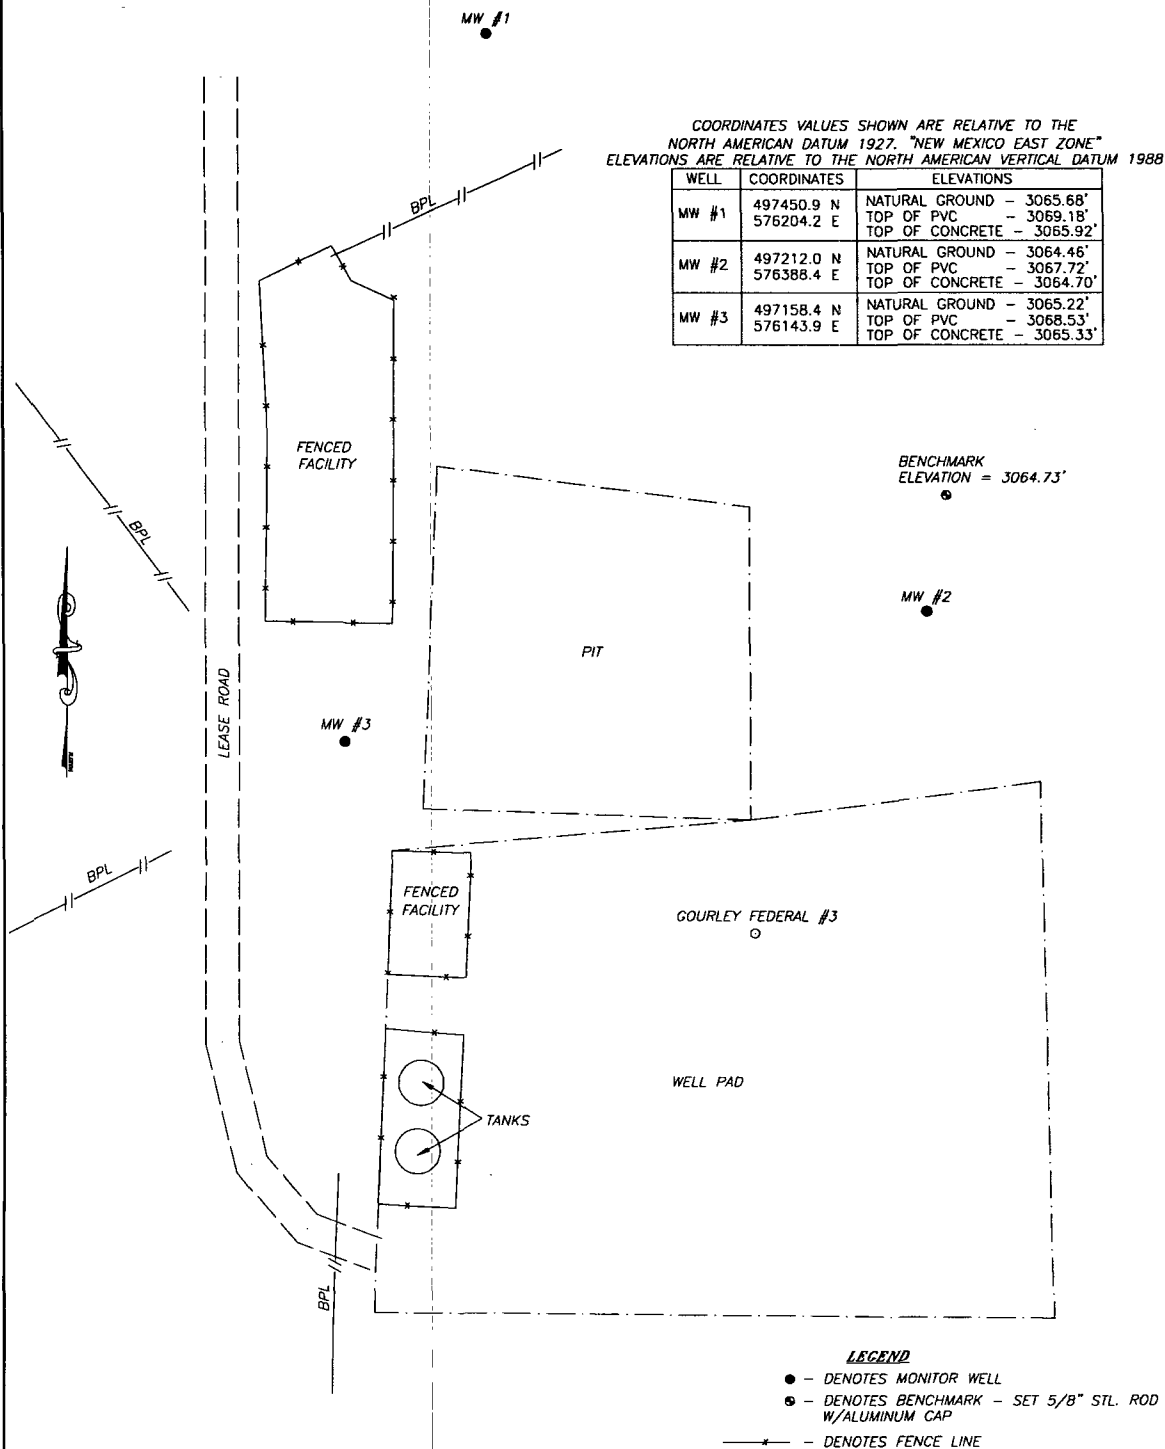 MW #1
COORDINATES VALUES SHOWN ARE RELATIVE TO THE
NORTH AMERICAN DATUM 1927. "NEW MEXICO EAST ZONE"
ELEVATIONS ARE RELATIVE TO THE NORTH AMERICAN VERTICAL DATUM 1988
WELL COORDINATES ELEVATIONS
MW #1
497450.9 N
576204.2 E
NATURAL GROUND - 3065.68'
TOP OF PVC - 3069.18'
TOP OF CONCRETE - 3065.92'
MW #2
497212.0 N
576388.4 E
NATURAL GROUND - 3064.46'
TOP OF PVC - 3067.72'
TOP OF CONCRETE - 3064.70'
MW #3
497158.4 N
576143.9 E
NATURAL GROUND - 3065.22'
TOP OF PVC - 3068.53'
TOP OF CONCRETE - 3065.33'
BPL
FENCED
FACILITY
BENCHMARK
ELEVATION = 3064.73'
BPL
MW #2
PIT
LEASE ROAD
MW #3
BPL
FENCED
FACILITY
GOURLEY FEDERAL #3
WELL PAD
TANKS
BPL
LEGEND
- DENOTES MONITOR WELL
- DENOTES BENCHMARK - SET 5/8" STL. ROD
W/ALUMINUM CAP
- DENOTES FENCE LINE